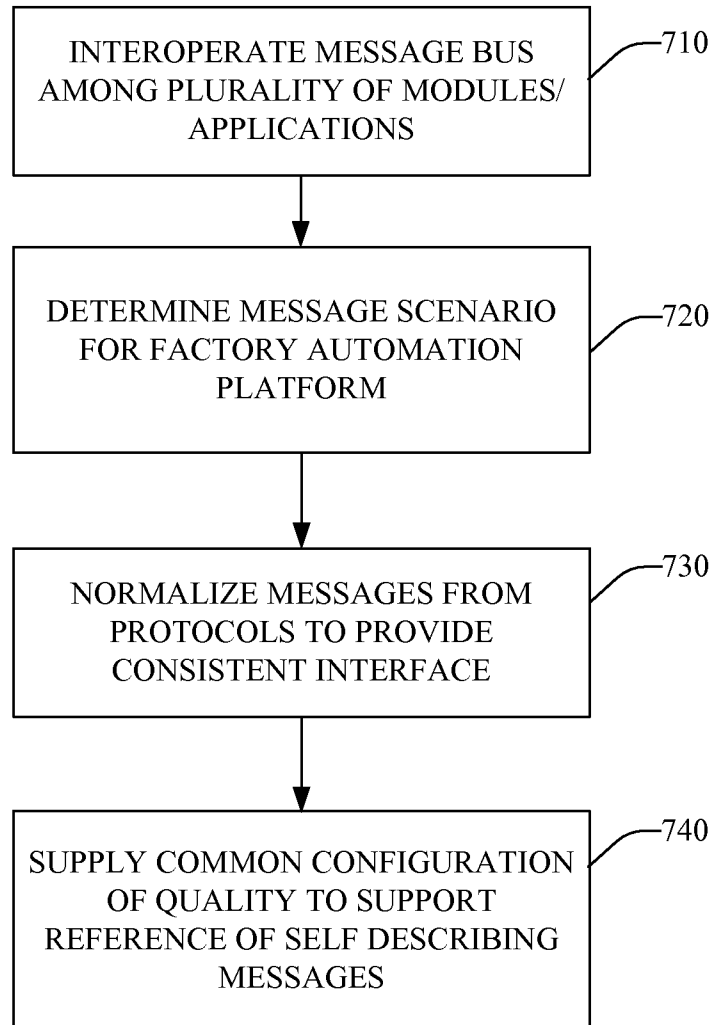 INTEROPERATE MESSAGE BUS
AMONG PLURALITY OF MODULES/
APPLICATIONS
710
DETERMINE MESSAGE SCENARIO
FOR FACTORY AUTOMATION
PLATFORM
720
NORMALIZE MESSAGES FROM
PROTOCOLS TO PROVIDE
CONSISTENT INTERFACE
730
SUPPLY COMMON CONFIGURATION
OF QUALITY TO SUPPORT
REFERENCE OF SELF DESCRIBING
MESSAGES
740